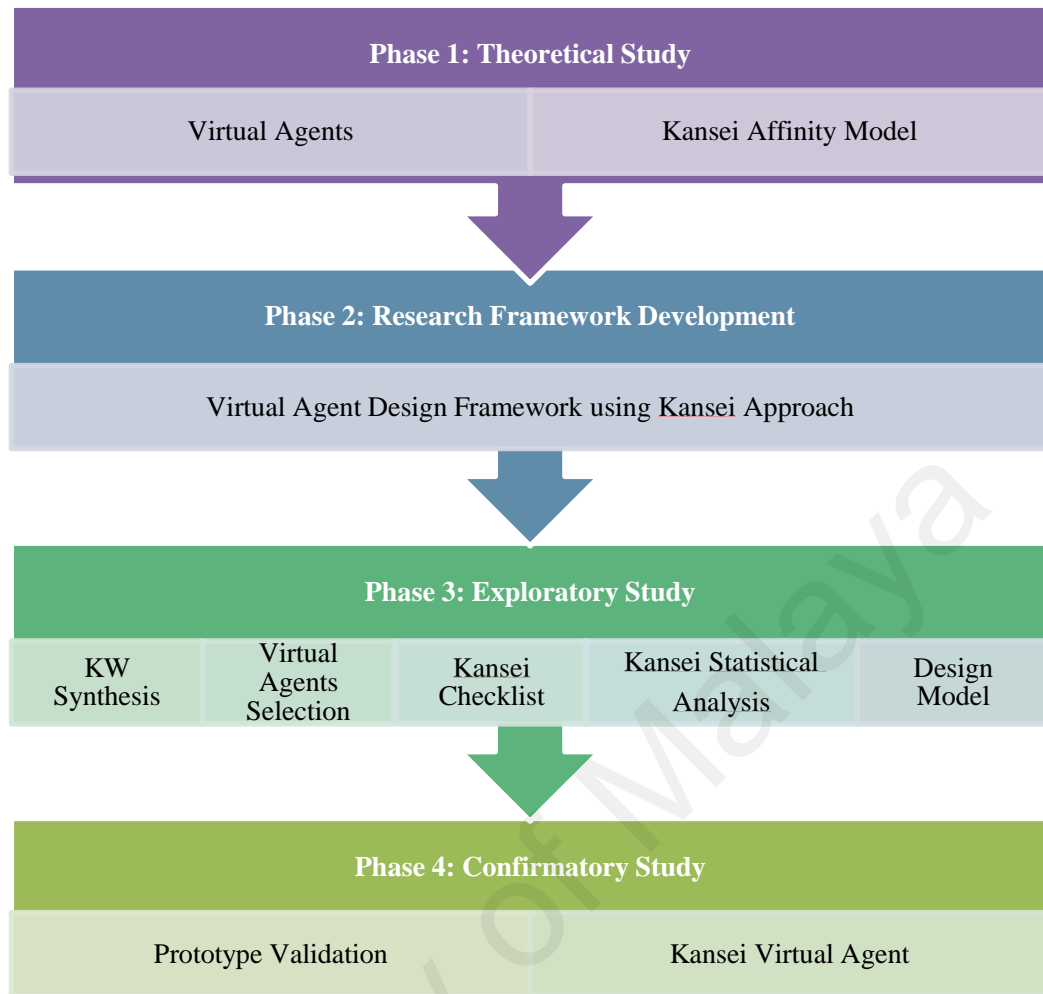 Phase 1: Theoretical Study
Virtual Agents
Kansei Affinity Model
Phase 2: Research Framework Development
Virtual Agent Design Framework using Kansei Approach
Phase 3: Exploratory Study
KW
Synthesis
Virtual
Agents
Selection
Kansei
Checklist
Kansei Statistical
Analysis
Design
Model
Phase 4: Confirmatory Study
Prototype Validation
Kansei Virtual Agent
of Malaya